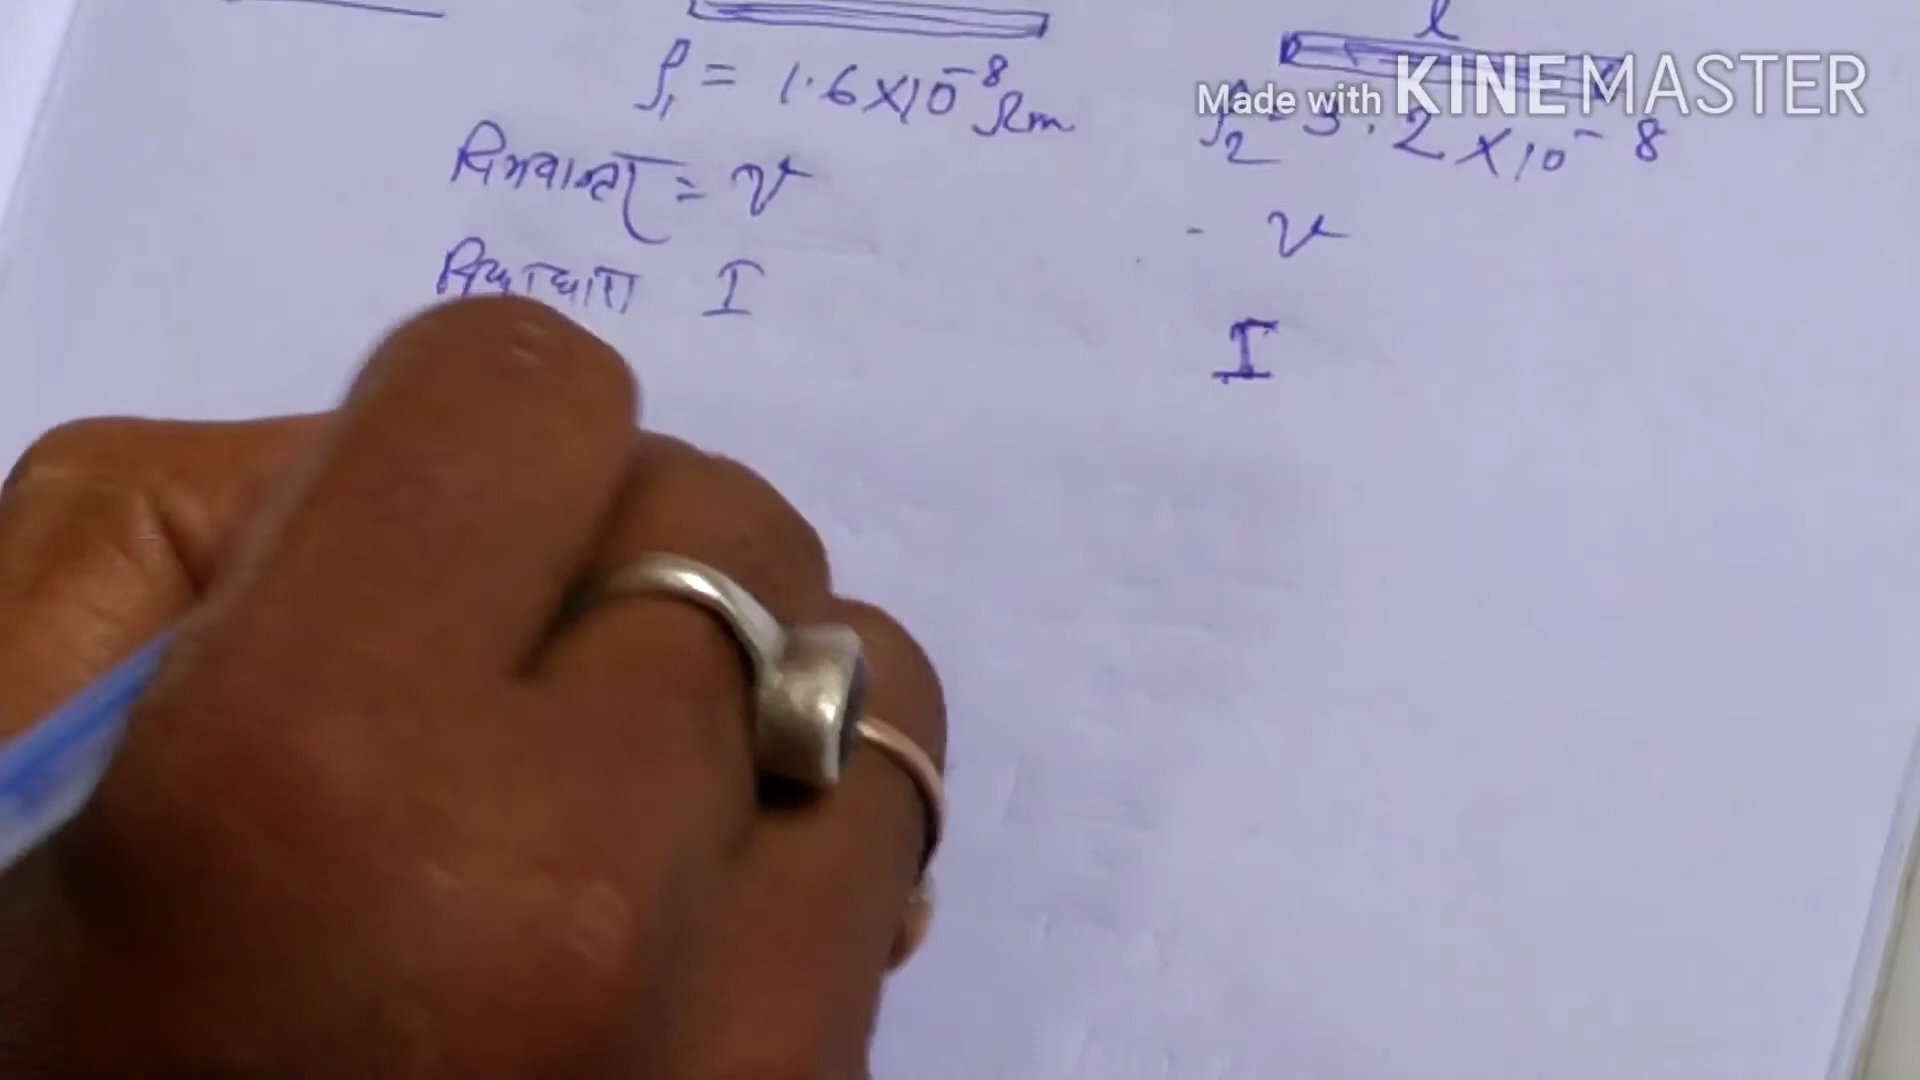 l
ρ₁ = 1.6×10⁻⁸ Ωm
Made with KINEMASTER
ρ₂ = 3.2×10⁻⁸
विभवान्तर = V
- V
विद्युतधारा I
I